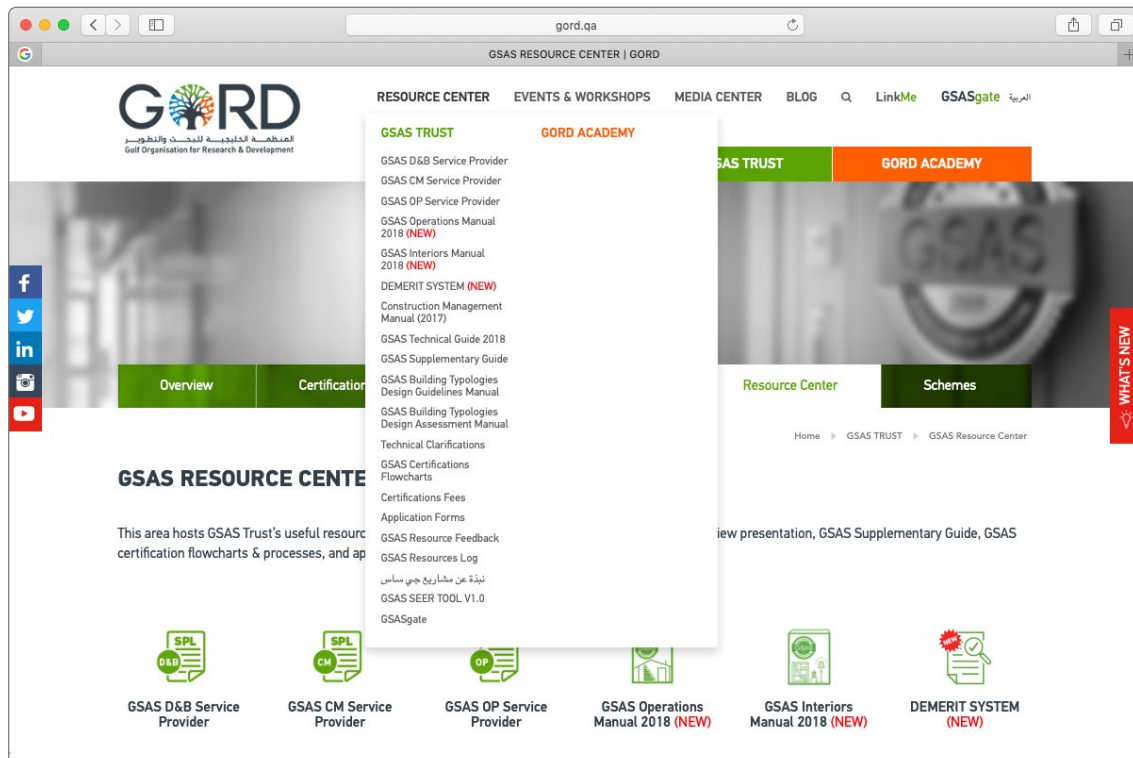 gord.qa
GSAS RESOURCE CENTER | GORD
GORD
المنظمة الخليجية للبحث والتطوير
Gulf Organisation for Research & Development
RESOURCE CENTER EVENTS & WORKSHOPS MEDIA CENTER BLOG LinkMe GSASgate العربية
GSAS TRUST GORD ACADEMY
GSAS D&B Service Provider
GSAS CM Service Provider
GSAS OP Service Provider
GSAS Operations Manual
2018 (NEW)
GSAS Interiors Manual
2018 (NEW)
DEMERIT SYSTEM (NEW)
Construction Management
Manual (2017)
GSAS Technical Guide 2018
GSAS Supplementary Guide
GSAS Building Typologies
Design Guidelines Manual
GSAS Building Typologies
Design Assessment Manual
Technical Clarifications
GSAS Certifications
Flowcharts
Certifications Fees
Application Forms
GSAS Resource Feedback
GSAS Resources Log
نبذة عن مشاريع جي ساس
GSAS SEER TOOL V1.0
GSASgate
SAS TRUST GORD ACADEMY
GSAS
WHAT'S NEW
Overview Certification Resource Center Schemes
Home GSAS TRUST GSAS Resource Center
GSAS RESOURCE CENTE
This area hosts GSAS Trust's useful resourc iew presentation, GSAS Supplementary Guide, GSAS
certification flowcharts & processes, and ap
SPL D&B
SPL CM
OP
NEW
GSAS D&B Service
Provider
GSAS CM Service
Provider
GSAS OP Service
Provider
GSAS Operations
Manual 2018 (NEW)
GSAS Interiors
Manual 2018 (NEW)
DEMERIT SYSTEM
(NEW)